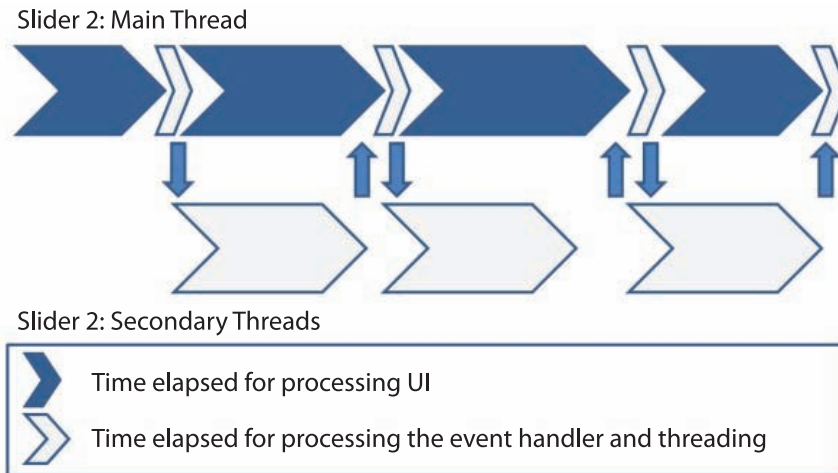 Slider 2: Main Thread
Slider 2: Secondary Threads
Time elapsed for processing UI
Time elapsed for processing the event handler and threading